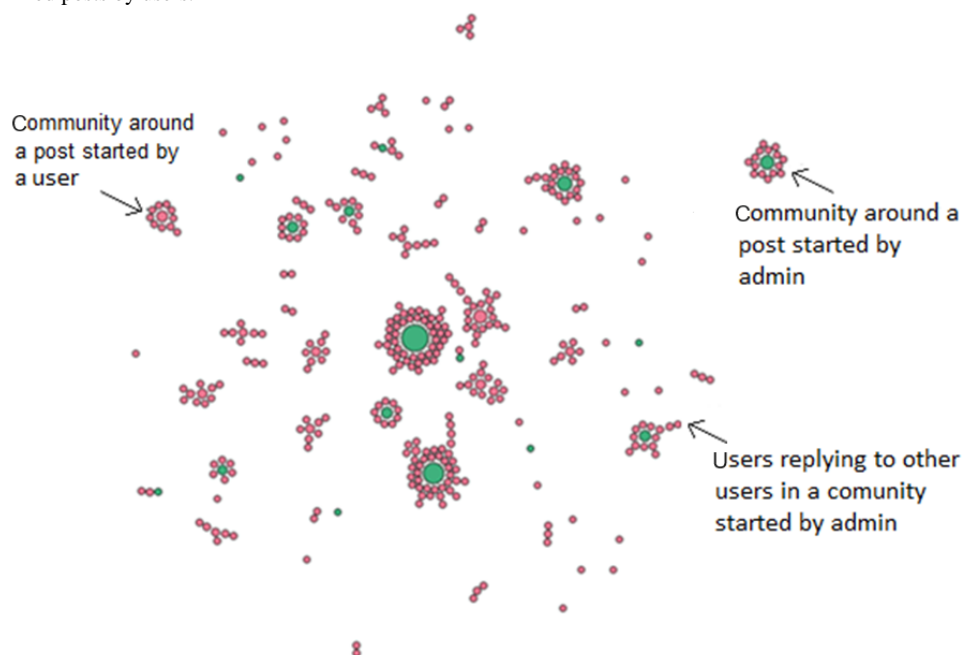 Community around
a post started by
a user
Community around a
post started by
admin
Users replying to other
users in a comunity
started by admin